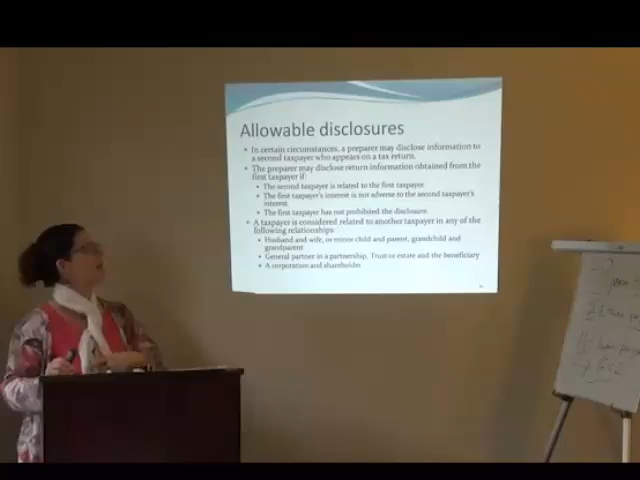 Allowable disclosures
• In certain circumstances, a preparer may disclose information to
a second taxpayer who appears on a tax return.
• The preparer may disclose return information obtained from the
first taxpayer if:
• The second taxpayer is related to the first taxpayer
• The first taxpayer's interest is not adverse to the second taxpayer's
interest.
• The first taxpayer has not prohibited the disclosure.
• A taxpayer is considered related to another taxpayer in any of the
following relationships
• Husband and wife, or minor child and parent, grandchild and
grandparent
• General partner in a partnership, Trust or estate and the beneficiary
• A corporation and shareholder